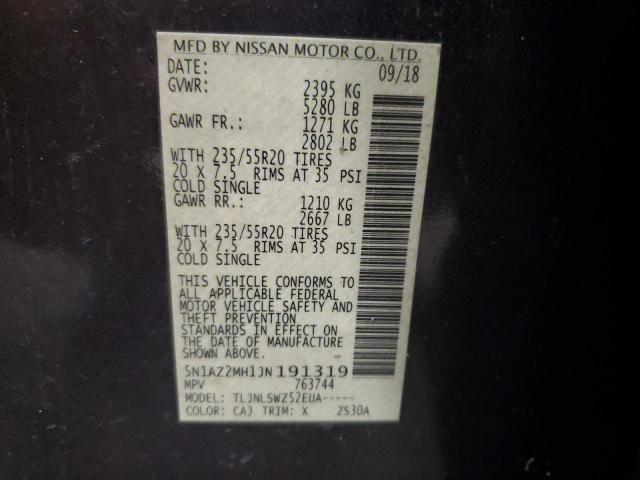 MFD BY NISSAN MOTOR CO., LTD.
DATE: 09/18
GVWR: 2395 KG
5280 LB
GAWR FR.: 1271 KG
2802 LB
WITH 235/55R20 TIRES
20 X 7.5 RIMS AT 35 PSI
COLD SINGLE
GAWR RR.: 1210 KG
2667 LB
WITH 235/55R20 TIRES
20 X 7.5 RIMS AT 35 PSI
COLD SINGLE
THIS VEHICLE CONFORMS TO
ALL APPLICABLE FEDERAL
MOTOR VEHICLE SAFETY AND
THEFT PREVENTION
STANDARDS IN EFFECT ON
THE DATE OF MANUFACTURE
SHOWN ABOVE.
5N1AZ2MH1JN191319
MPV 763744
MODEL: TLJNLSWZ52EUA-----
COLOR: CAJ TRIM: X 2S30A